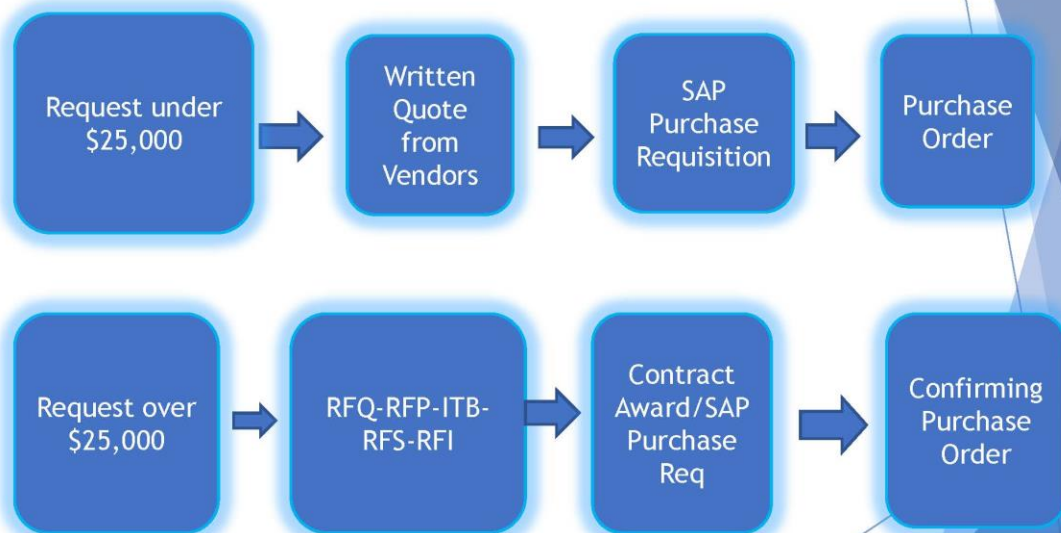 Request under
$25,000
Written
Quote
from
Vendors
SAP
Purchase
Requisition
Purchase
Order
Request over
$25,000
RFQ-RFP-ITB-
RFS-RFI
Contract
Award/SAP
Purchase
Req
Confirming
Purchase
Order